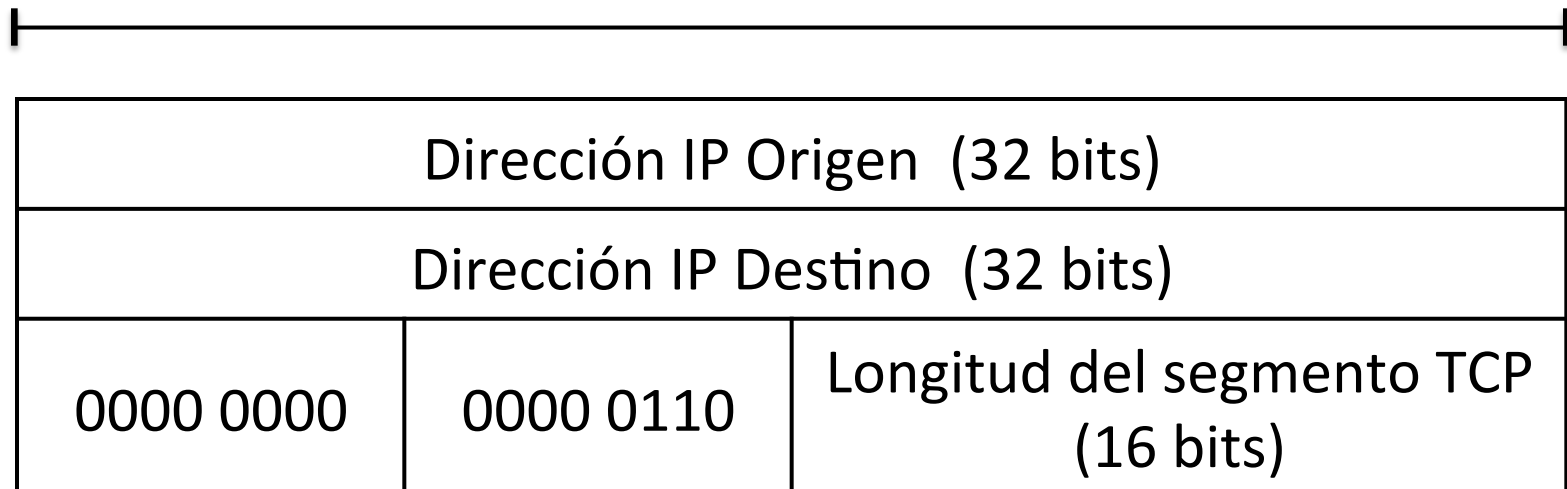 Dirección IP Origen (32 bits)
Dirección IP Destino (32 bits)
0000 0000
0000 0110
Longitud del segmento TCP
(16 bits)